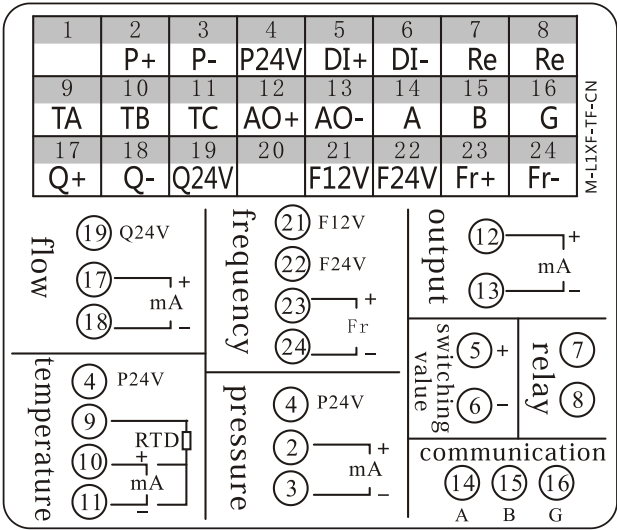 1 2 3 4 5 6 7 8
P+ P- P24V DI+ DI- Re Re
9 10 11 12 13 14 15 16
TA TB TC AO+ AO- A B G
17 18 19 20 21 22 23 24
Q+ Q- Q24V F12V F24V Fr+ Fr-
M-L1XF-TF-CN
flow
19 Q24V
17 +
mA
18 -
frequency
21 F12V
22 F24V
23 +
Fr
24 -
output
12 +
mA
13 -
temperature
4 P24V
9
RTD
10 +
mA
11 -
pressure
4 P24V
2 +
mA
3 -
switching
value
5 +
6 -
relay
7
8
communication
14 15 16
A B G